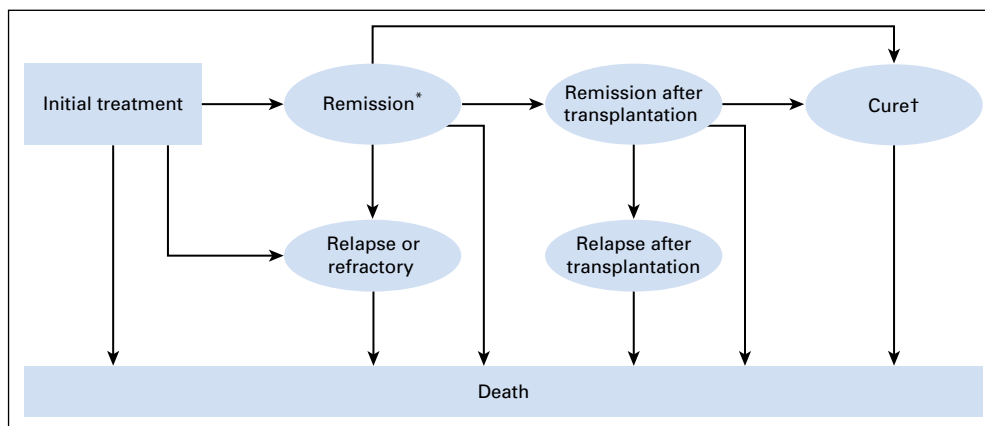 Initial treatment
Remission*
Remission after
transplantation
Cure†
Relapse or
refractory
Relapse after
transplantation
Death